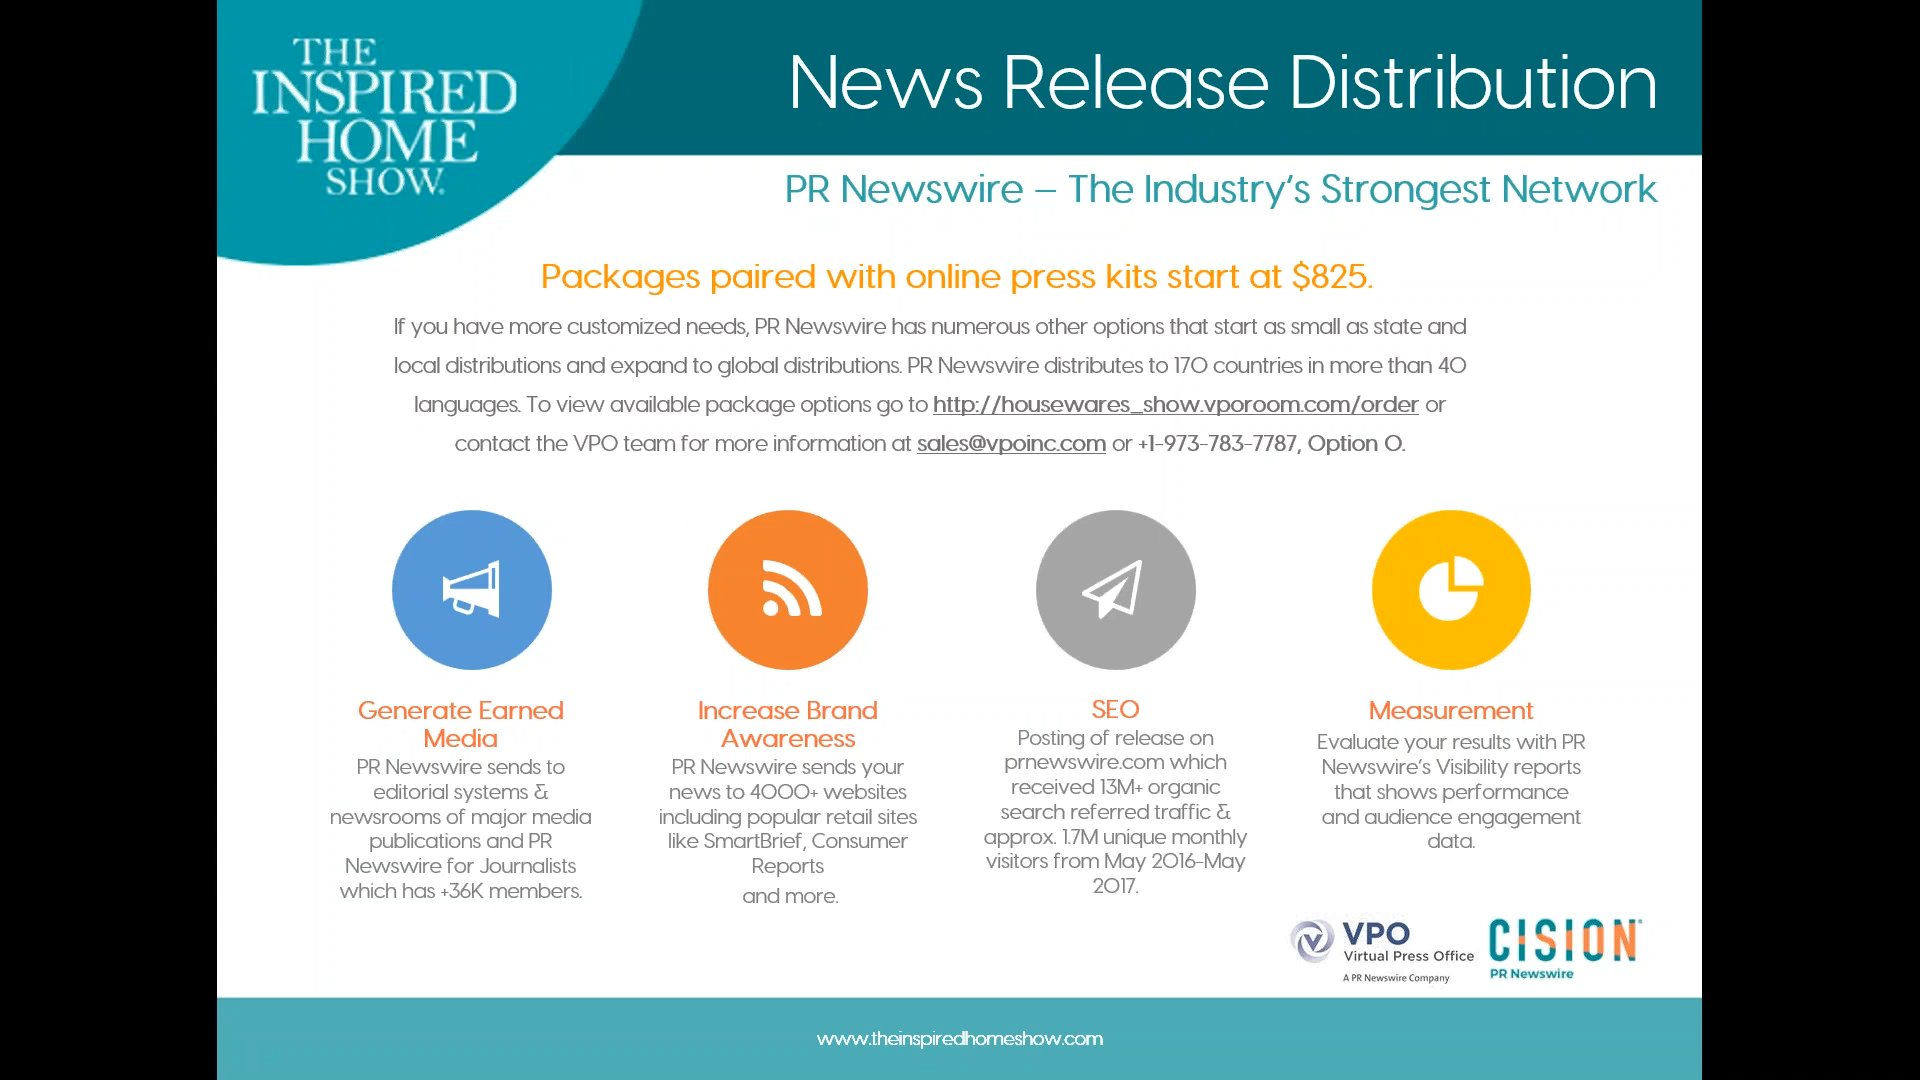 THE
INSPIRED
HOME
SHOW.
News Release Distribution
PR Newswire – The Industry's Strongest Network
Packages paired with online press kits start at $825.
If you have more customized needs, PR Newswire has numerous other options that start as small as state and
local distributions and expand to global distributions. PR Newswire distributes to 170 countries in more than 40
languages. To view available package options go to http://housewares_show.vporoom.com/order or
contact the VPO team for more information at sales@vpoinc.com or +1-973-783-7787, Option 0.
Generate Earned
Media
PR Newswire sends to
editorial systems &
newsrooms of major media
publications and PR
Newswire for Journalists
which has +36K members.
Increase Brand
Awareness
PR Newswire sends your
news to 4000+ websites
including popular retail sites
like SmartBrief, Consumer
Reports
and more.
SEO
Posting of release on
prnewswire.com which
received 13M+ organic
search referred traffic &
approx. 1.7M unique monthly
visitors from May 2016-May
2017.
Measurement
Evaluate your results with PR
Newswire's Visibility reports
that shows performance
and audience engagement
data.
VPO
Virtual Press Office
A PR Newswire Company
CISION
PR Newswire
www.theinspiredhomeshow.com